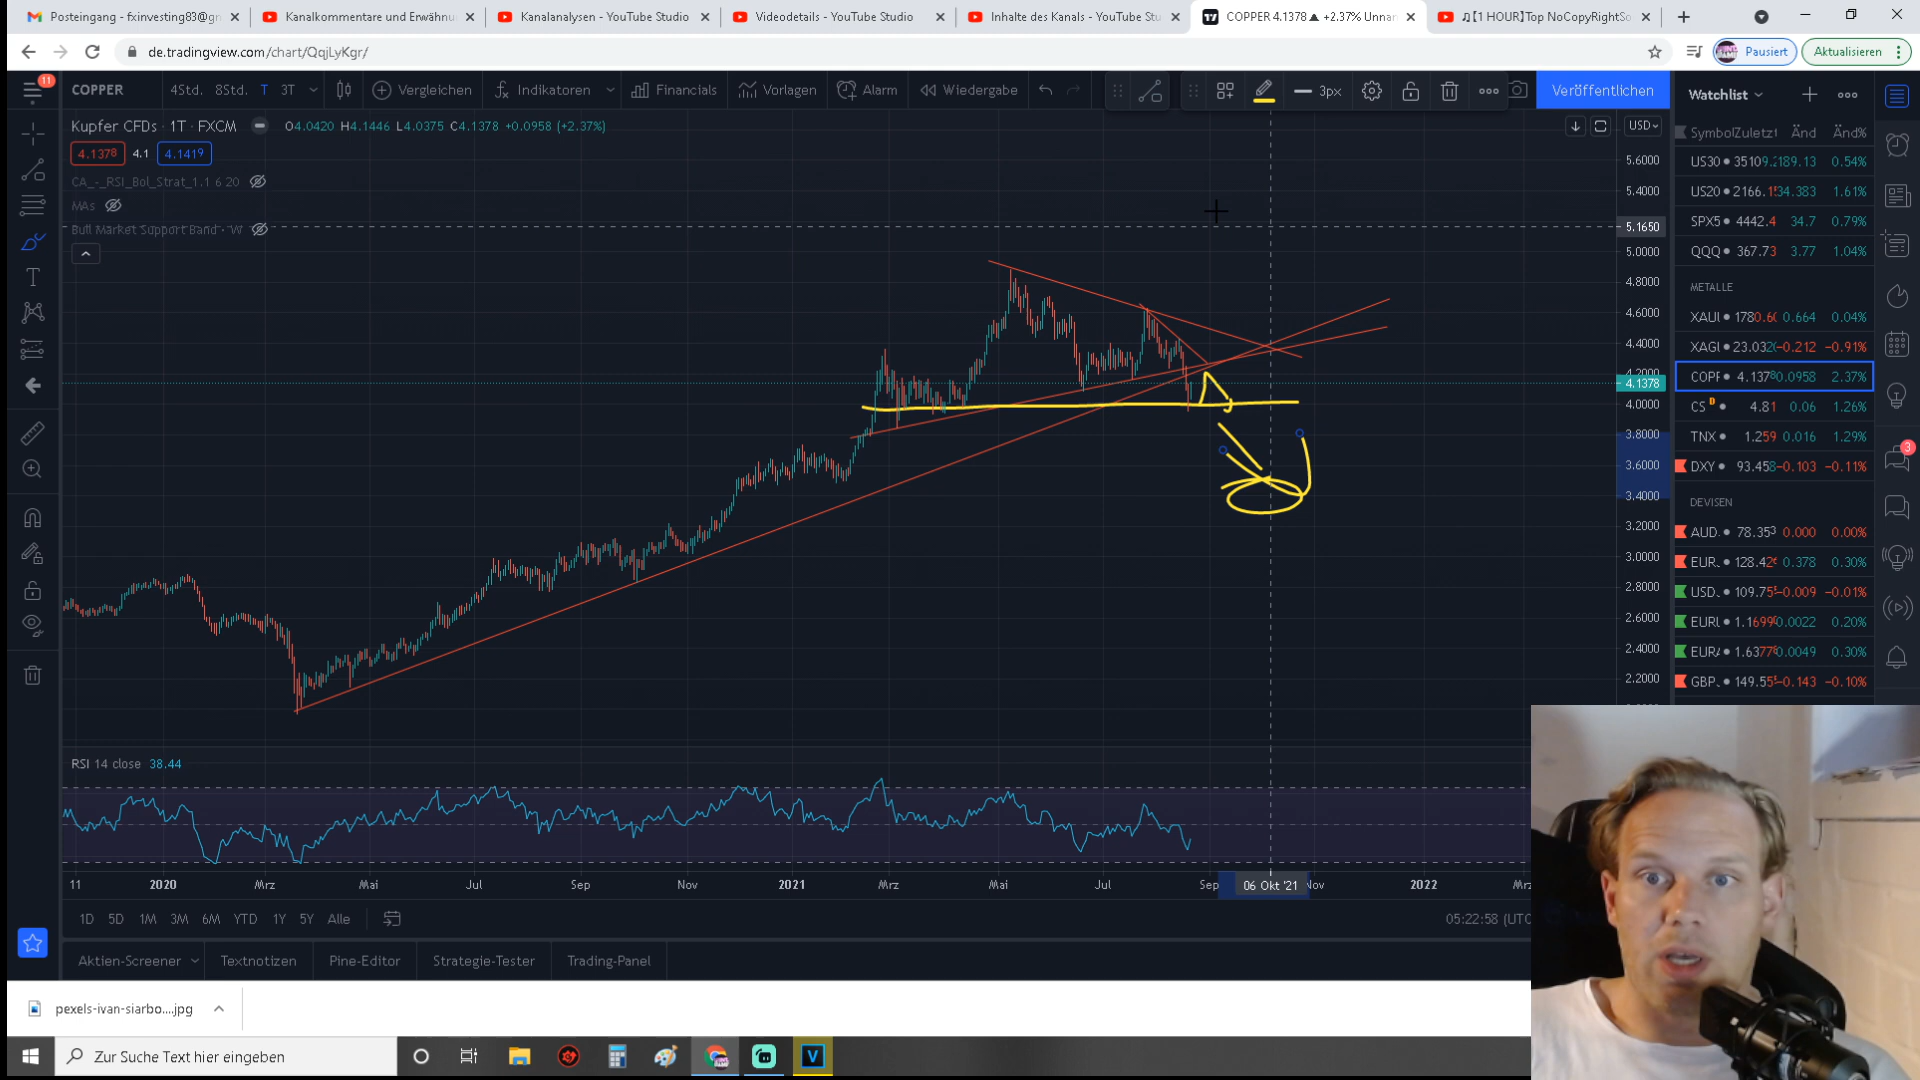 Posteingang - fxinvesting83@gn
Kanalkommentare und Erwähnu
Kanalanalysen - YouTube Studio
Videodetails - YouTube Studio
Inhalte des Kanals - YouTube Stu
COPPER 4.1378 ▲ +2.37% Unnan
♫【1 HOUR】Top NoCopyRightSo
de.tradingview.com/chart/QqjLyKgr/
Pausiert
Aktualisieren
11
COPPER
4Std. 8Std. T 3T
Vergleichen
Indikatoren
Financials
Vorlagen
Alarm
Wiedergabe
3px
Veröffentlichen
Watchlist
Kupfer CFDs · 1T · FXCM
O4.0420 H4.1446 L4.0375 C4.1378 +0.0958 (+2.37%)
USD
4.1378 4.1 4.1419
CA_-_RSI_Bol_Strat_1.1 6 20
MAs
Bull Market Support Band · W
5.6000
5.4000
5.1650
5.0000
4.8000
4.6000
4.4000
4.1378
4.0000
3.8000
3.6000
3.4000
3.2000
3.0000
2.8000
2.6000
2.4000
2.2000
Symbol Zuletzt Änd Änd%
US30 35109.2 189.13 0.54%
US20 2166.1 34.383 1.61%
SPX5 4442.4 34.7 0.79%
QQQ 367.73 3.77 1.04%
METALLE
XAU 1780.6 0.664 0.04%
XAG 23.032 -0.212 -0.91%
COPF 4.1378 0.0958 2.37%
CS D 4.81 0.06 1.26%
TNX 1.259 0.016 1.29%
DXY 93.458 -0.103 -0.11%
DEVISEN
AUD. 78.353 0.000 0.00%
EUR. 128.42 0.378 0.30%
USD. 109.75 -0.009 -0.01%
EUR 1.1699 0.0022 0.20%
EUR 1.6377 0.0049 0.30%
GBP. 149.55 -0.143 -0.10%
3
RSI 14 close 38.44
11 2020 Mrz Mai Jul Sep Nov 2021 Mrz Mai Jul Sep 06 Okt '21 Nov 2022 Mrz
1D 5D 1M 3M 6M YTD 1Y 5Y Alle
05:22:58 (UTC
Aktien-Screener
Textnotizen
Pine-Editor
Strategie-Tester
Trading-Panel
pexels-ivan-siarbo....jpg
Zur Suche Text hier eingeben
V